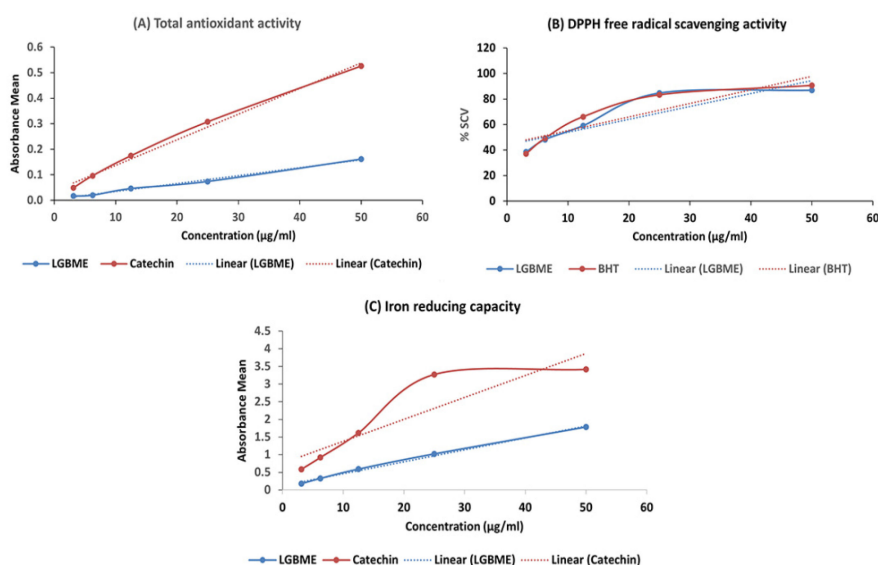 (A) Total antioxidant activity
0.6
0.5
0.4
0.3
0.2
0.1
0.0
Absorbance Mean
0 10 20 30 40 50 60
Concentration (µg/ml)
LGBME Catechin Linear (LGBME) Linear (Catechin)
(B) DPPH free radical scavenging activity
120
100
80
60
40
20
0
% SCV
0 10 20 30 40 50 60
Concentration (µg/ml)
LGBME BHT Linear (LGBME) Linear (BHT)
(C) Iron reducing capacity
4.5
4
3.5
3
2.5
2
1.5
1
0.5
0
Absorbance Mean
0 10 20 30 40 50 60
Concentration (µg/ml)
LGBME Catechin Linear (LGBME) Linear (Catechin)